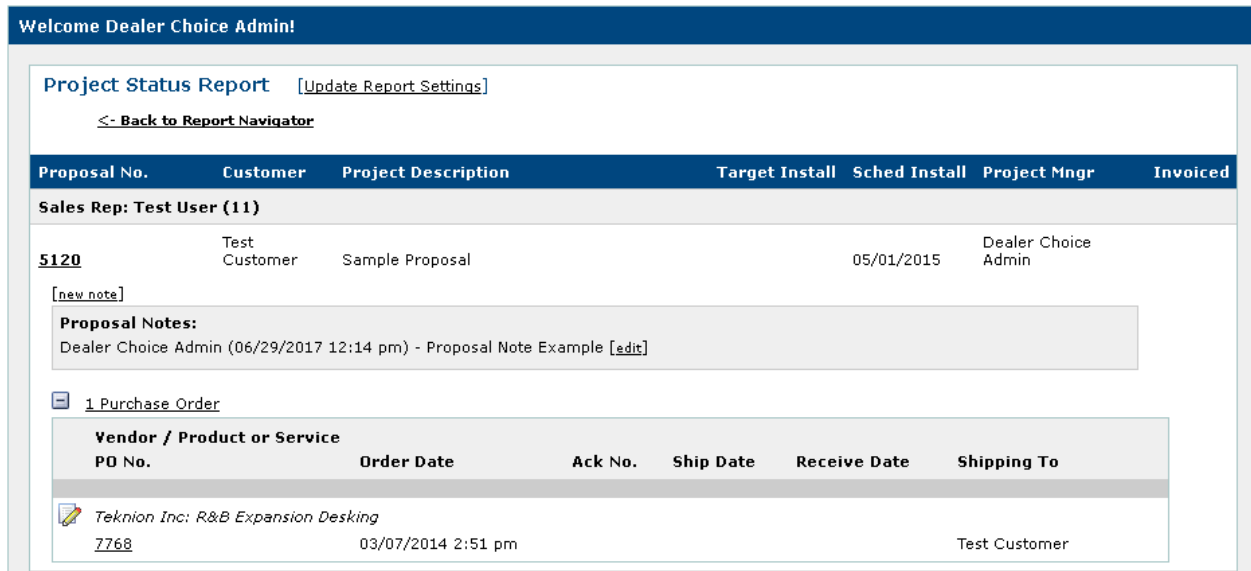 Welcome Dealer Choice Admin!
Project Status Report [Update Report Settings]
<- Back to Report Navigator
Proposal No. Customer Project Description Target Install Sched Install Project Mngr Invoiced
Sales Rep: Test User (11)
5120 Test Customer Sample Proposal 05/01/2015 Dealer Choice Admin
[new note]
Proposal Notes:
Dealer Choice Admin (06/29/2017 12:14 pm) - Proposal Note Example [edit]
1 Purchase Order
Vendor / Product or Service
PO No. Order Date Ack No. Ship Date Receive Date Shipping To
Teknion Inc: R&B Expansion Desking
7768 03/07/2014 2:51 pm Test Customer